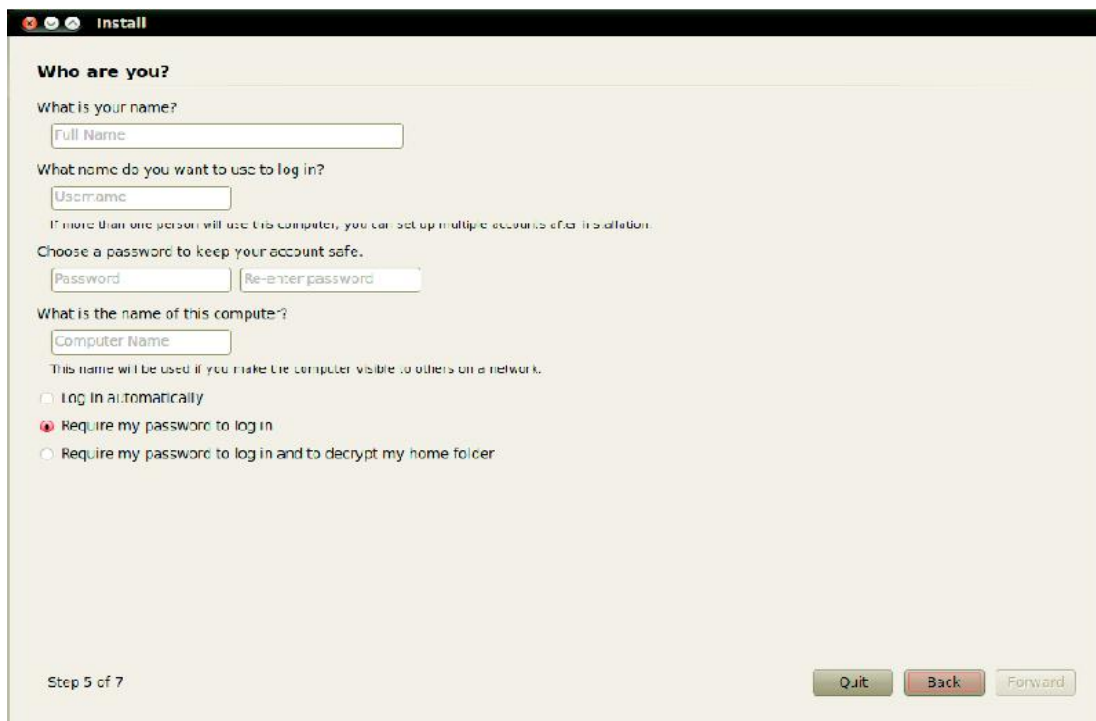 Install
Who are you?
What is your name?
Full Name
What name do you want to use to log in?
Username
If more than one person will use this computer, you can set up multiple accounts after installation.
Choose a password to keep your account safe.
Password Re-enter password
What is the name of this computer?
Computer Name
This name will be used if you make the computer visible to others on a network.
Log in automatically
Require my password to log in
Require my password to log in and to decrypt my home folder
Step 5 of 7 Quit Back Forward